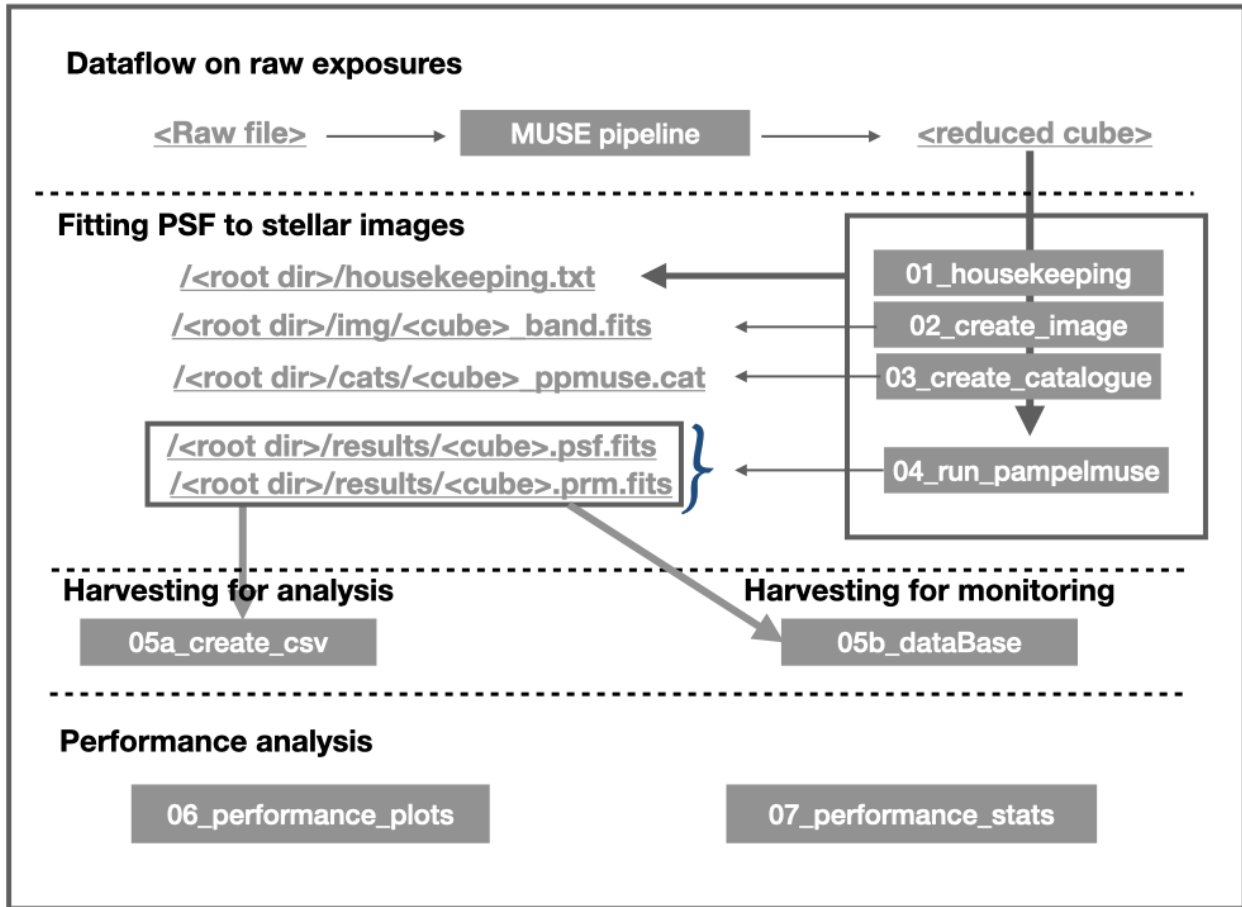 Dataflow on raw exposures
<Raw file>
MUSE pipeline
<reduced cube>
Fitting PSF to stellar images
/<root dir>/housekeeping.txt
01_housekeeping
/<root dir>/img/<cube>_band.fits
02_create_image
/<root dir>/cats/<cube>_ppmuse.cat
03_create_catalogue
/<root dir>/results/<cube>.psf.fits
/<root dir>/results/<cube>.prm.fits
04_run_pampelmuse
Harvesting for analysis
Harvesting for monitoring
05a_create_csv
05b_dataBase
Performance analysis
06_performance_plots
07_performance_stats